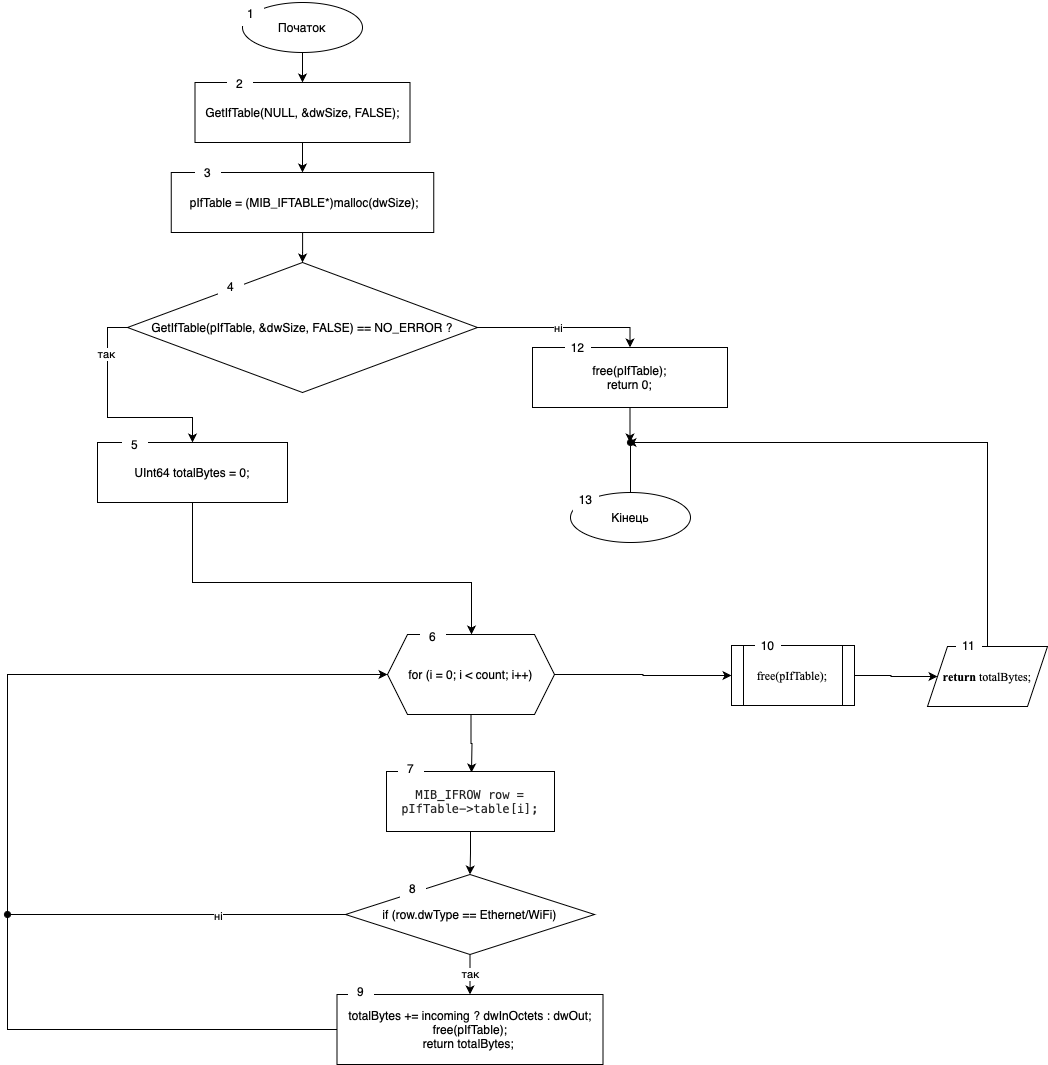 1
Початок
2
GetIfTable(NULL, &dwSize, FALSE);
3
pIfTable = (MIB_IFTABLE*)malloc(dwSize);
4
GetIfTable(pIfTable, &dwSize, FALSE) == NO_ERROR ?
так
ні
12
free(pIfTable);
return 0;
5
UInt64 totalBytes = 0;
13
Кінець
6
for (i = 0; i < count; i++)
10
free(pIfTable);
11
return totalBytes;
7
MIB_IFROW row =
pIfTable->table[i];
8
if (row.dwType == Ethernet/WiFi)
ні
так
9
totalBytes += incoming ? dwInOctets : dwOut;
free(pIfTable);
return totalBytes;